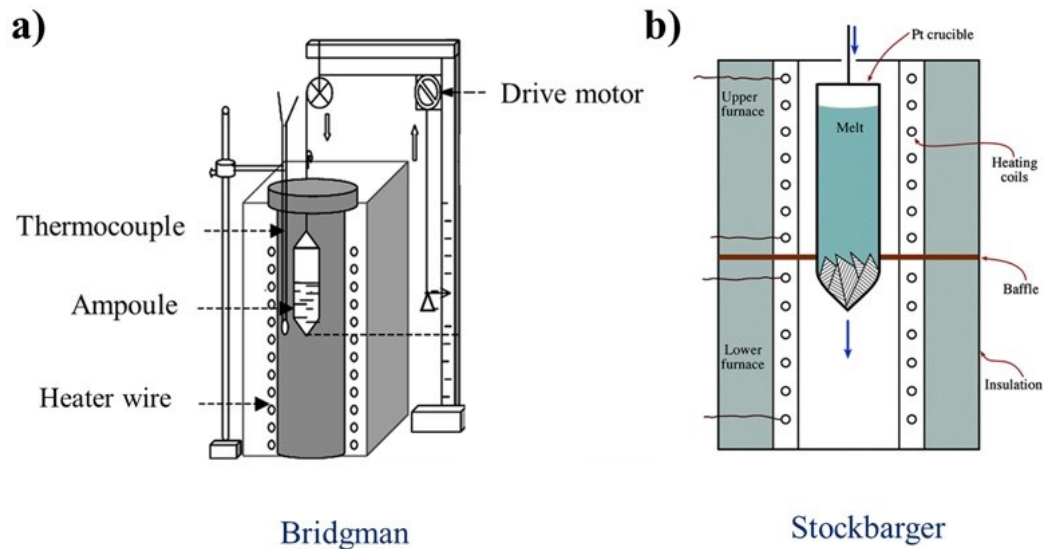 a)
Drive motor
Thermocouple
Ampoule
Heater wire
Bridgman
b)
Pt crucible
Upper
furnace
Melt
Heating
coils
Baffle
Lower
furnace
Insulation
Stockbarger